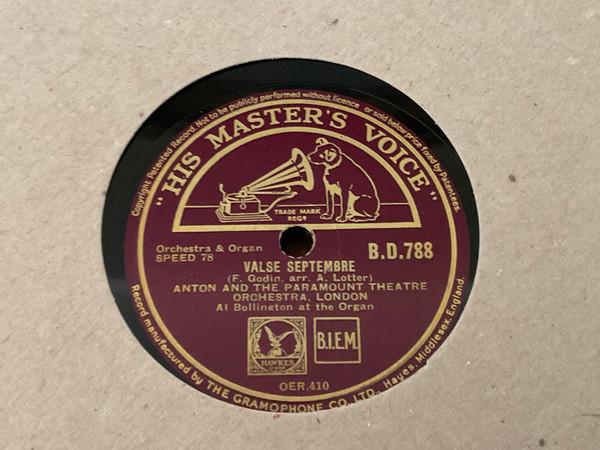 Copyright Patented Record. Not to be publicly performed without licence or sold below price fixed by Patentees.
"HIS MASTER'S VOICE"
TRADE MARK
REGD
Orchestra & Organ
SPEED 78
B.D.788
VALSE SEPTEMBRE
(F. Godin, arr. A. Lotter)
ANTON AND THE PARAMOUNT THEATRE
ORCHESTRA, LONDON
Al Bollington at the Organ
HAWKES
B.I.E.M.
OER.410
Record manufactured by THE GRAMOPHONE CO. LTD., Hayes, Middlesex, England.